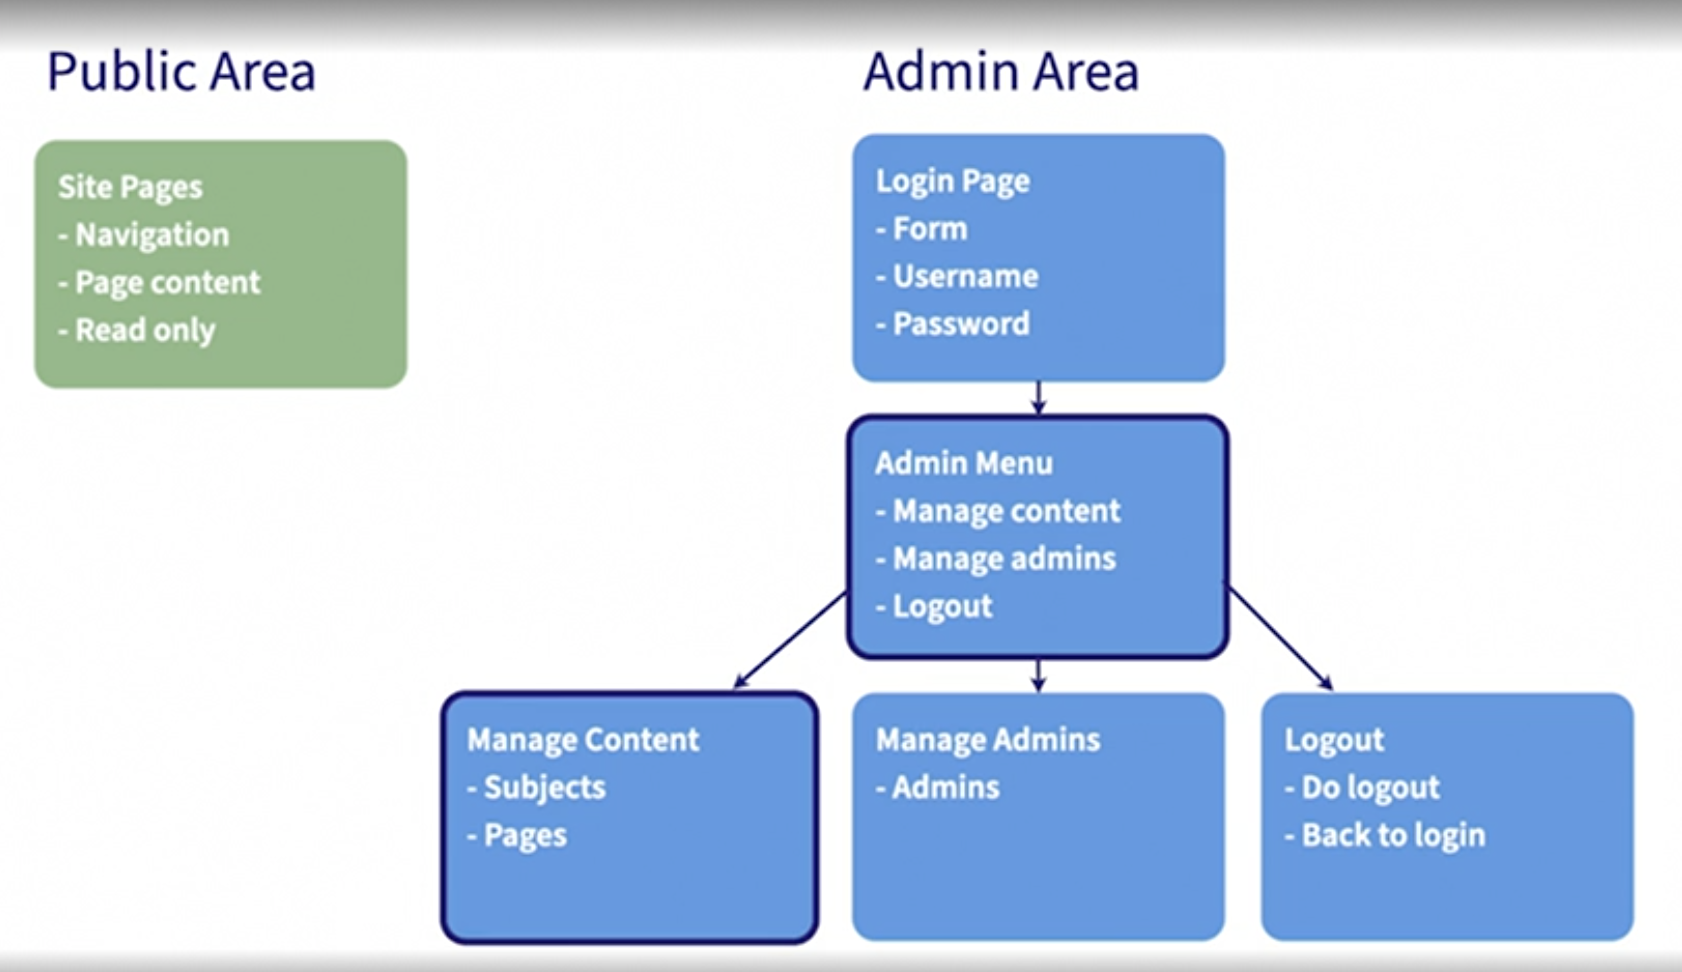 Public Area
Site Pages
- Navigation
- Page content
- Read only
Admin Area
Login Page
- Form
- Username
- Password
Admin Menu
- Manage content
- Manage admins
- Logout
Manage Content
- Subjects
- Pages
Manage Admins
- Admins
Logout
- Do logout
- Back to login